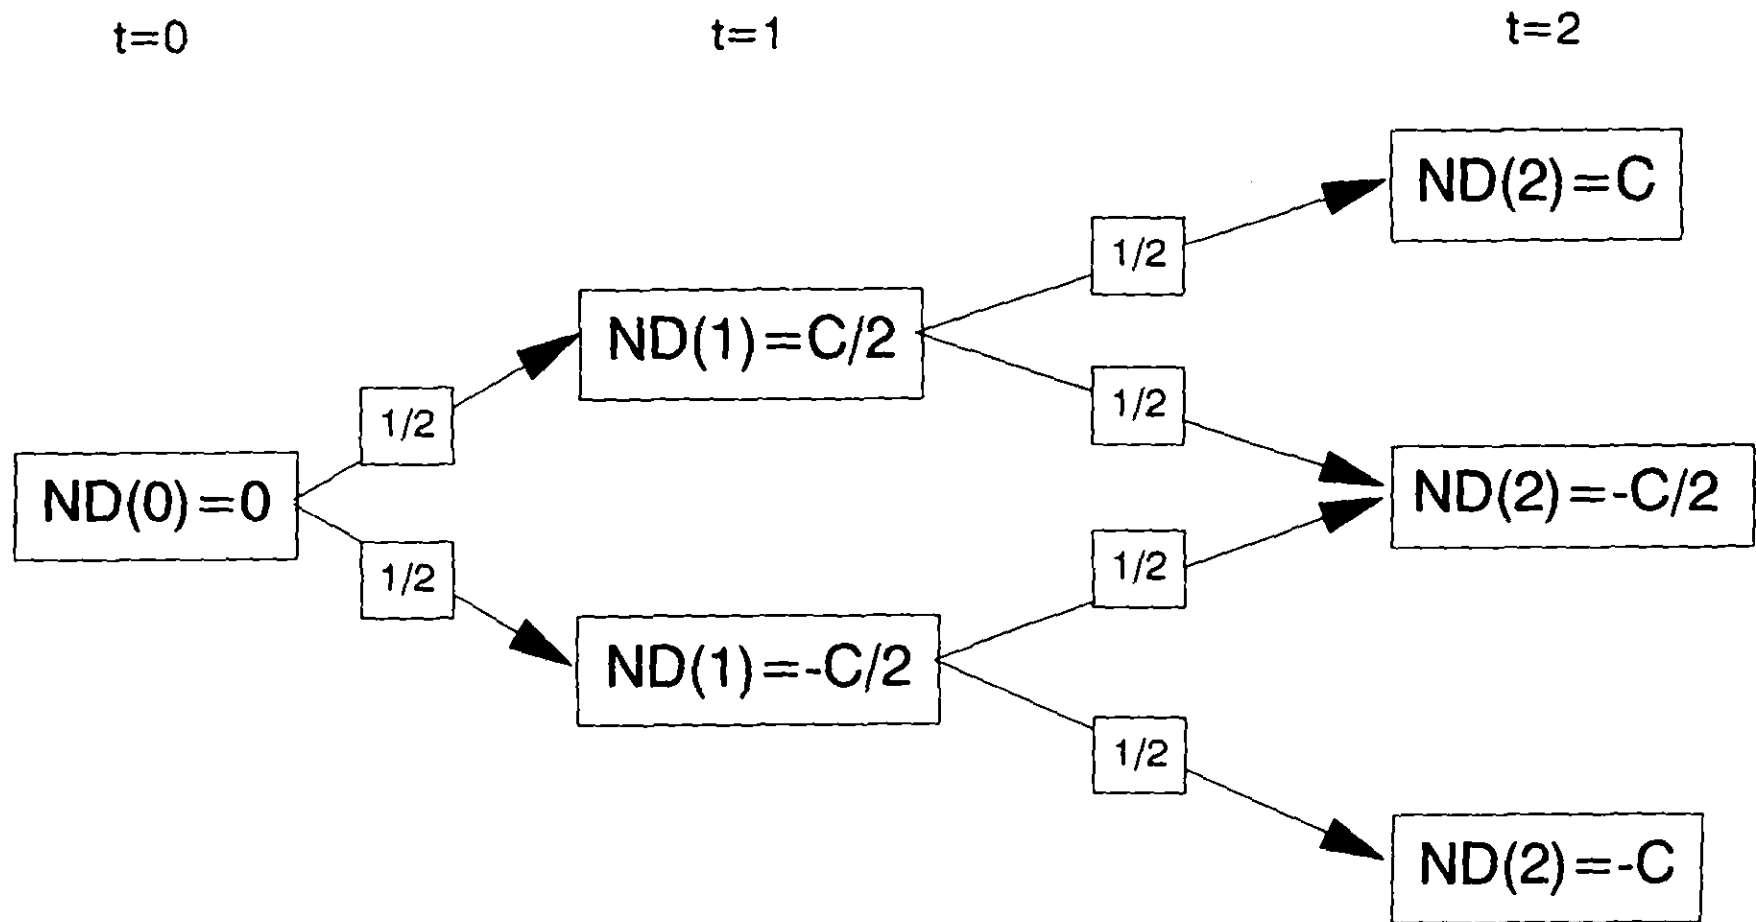 t=0
t=1
t=2
ND(2)=C
1/2
ND(1)=C/2
1/2
1/2
ND(0)=0
ND(2)=-C/2
1/2
1/2
ND(1)=-C/2
1/2
ND(2)=-C